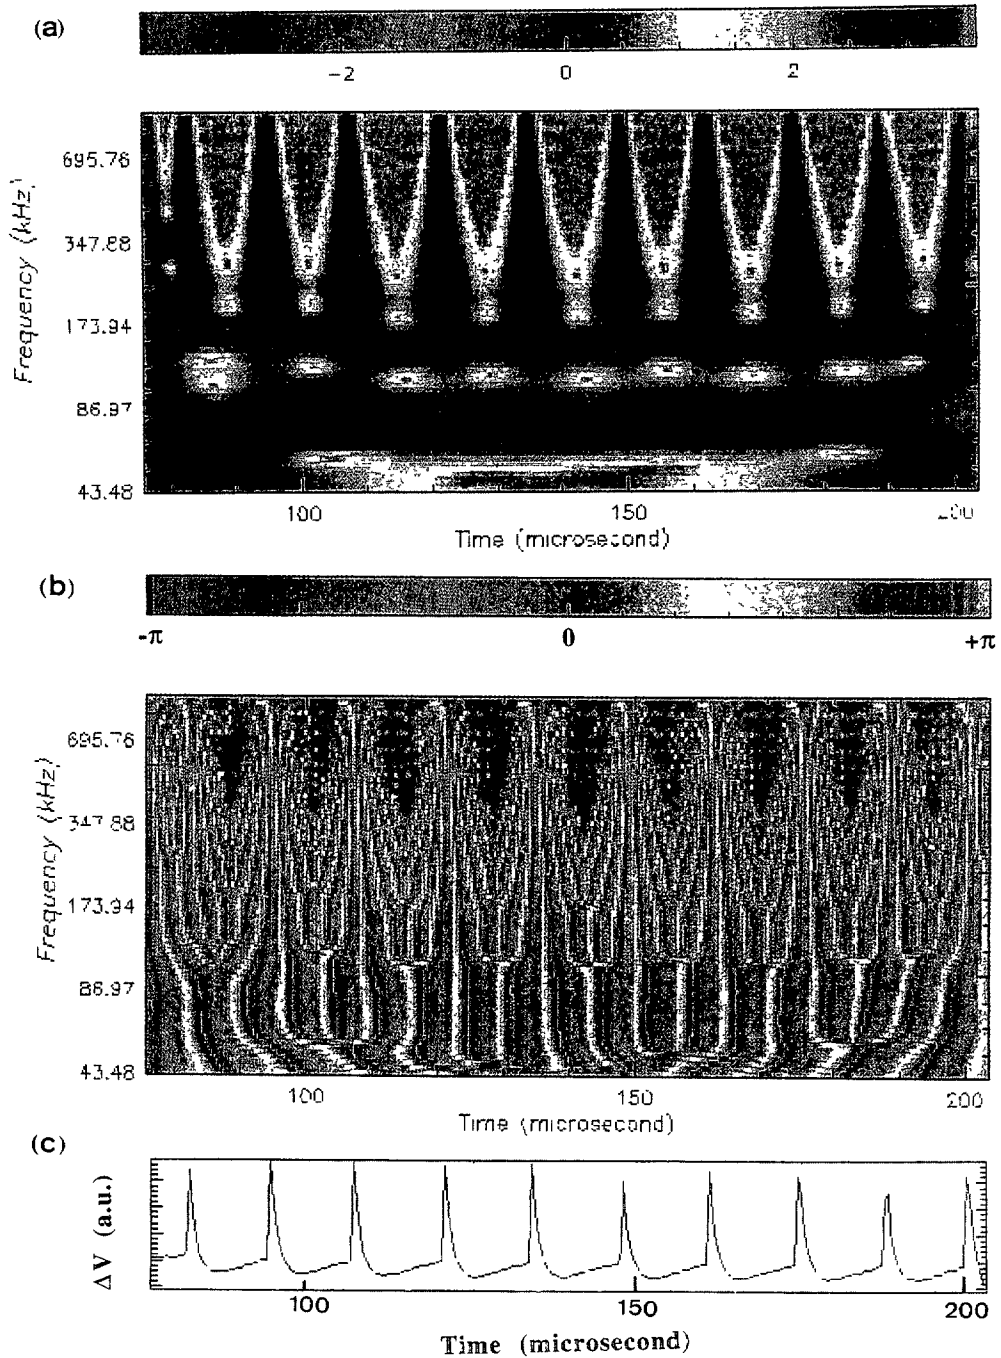 (a)
-2 0 2
695.76
347.88
173.94
86.97
43.48
Frequency (kHz)
100 150 200
Time (microsecond)
(b)
-π 0 +π
695.76
347.88
173.94
86.97
43.48
Frequency (kHz)
100 150 200
Time (microsecond)
(c)
ΔV (a.u.)
100 150 200
Time (microsecond)